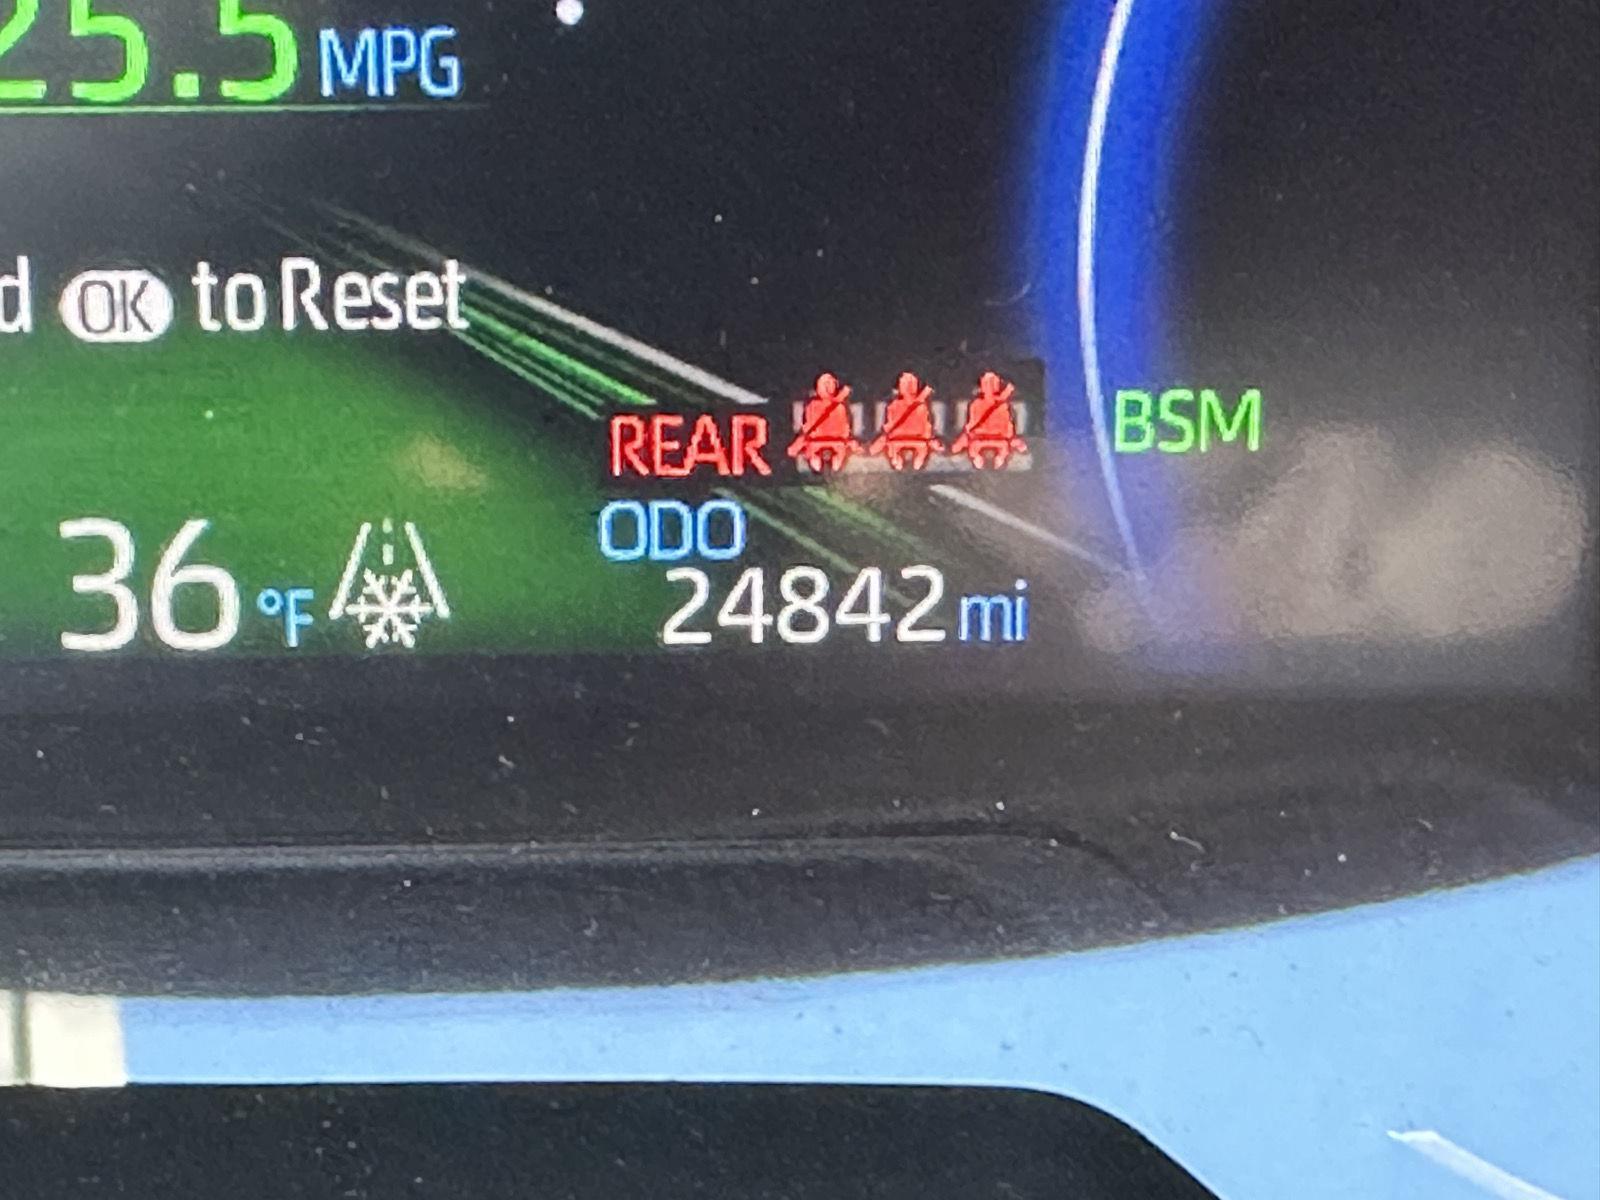 25.5 MPG
d OK to Reset
REAR
BSM
ODO
36 °F
24842 mi